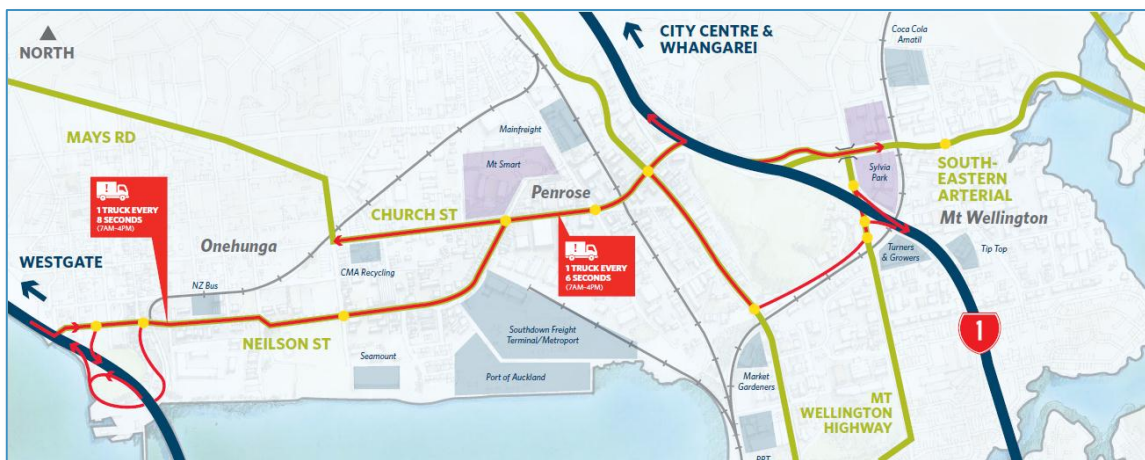 NORTH
CITY CENTRE &
WHANGAREI
Coca Cola
Amatil
MAYS RD
Mainfreight
Mt Smart
Penrose
SOUTH-
EASTERN
ARTERIAL
Sylvia
Park
Mt Wellington
1 TRUCK EVERY
8 SECONDS
(7AM–4PM)
CHURCH ST
Onehunga
CMA Recycling
1 TRUCK EVERY
6 SECONDS
(7AM–4PM)
Turners
& Growers
Tip Top
WESTGATE
NZ Bus
NEILSON ST
Southdown Freight
Terminal/Metroport
1
Seamount
Port of Auckland
Market
Gardeners
MT
WELLINGTON
HIGHWAY